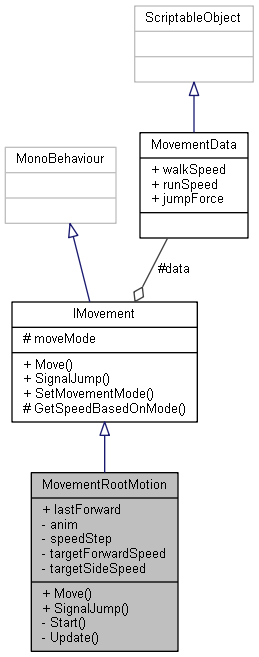 ScriptableObject
MovementData
+ walkSpeed
+ runSpeed
+ jumpForce
MonoBehaviour
#data
IMovement
# moveMode
+ Move()
+ SignalJump()
+ SetMovementMode()
# GetSpeedBasedOnMode()
MovementRootMotion
+ lastForward
- anim
- speedStep
- targetForwardSpeed
- targetSideSpeed
+ Move()
+ SignalJump()
- Start()
- Update()